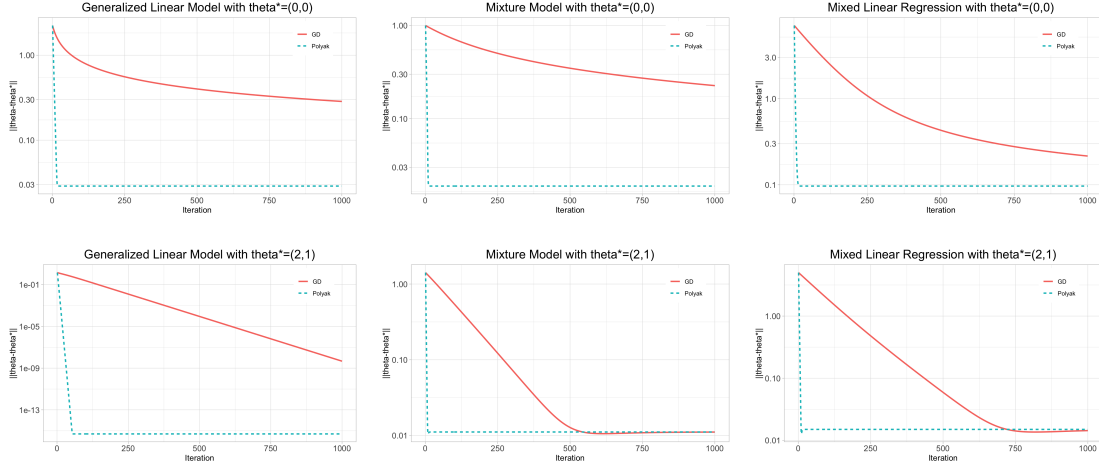 Generalized Linear Model with theta*=(0,0)
||theta-theta*||
1.00
0.30
0.10
0.03
0
250
500
750
1000
Iteration
GD
Polyak
Mixture Model with theta*=(0,0)
||theta-theta*||
1.00
0.30
0.10
0.03
0
250
500
750
1000
Iteration
GD
Polyak
Mixed Linear Regression with theta*=(0,0)
||theta-theta*||
3.0
1.0
0.3
0.1
0
250
500
750
1000
Iteration
GD
Polyak
Generalized Linear Model with theta*=(2,1)
||theta-theta*||
1e-01
1e-05
1e-09
1e-13
0
250
500
750
1000
Iteration
GD
Polyak
Mixture Model with theta*=(2,1)
||theta-theta*||
1.00
0.10
0.01
0
250
500
750
1000
Iteration
GD
Polyak
Mixed Linear Regression with theta*=(2,1)
||theta-theta*||
1.00
0.10
0.01
0
250
500
750
1000
Iteration
GD
Polyak